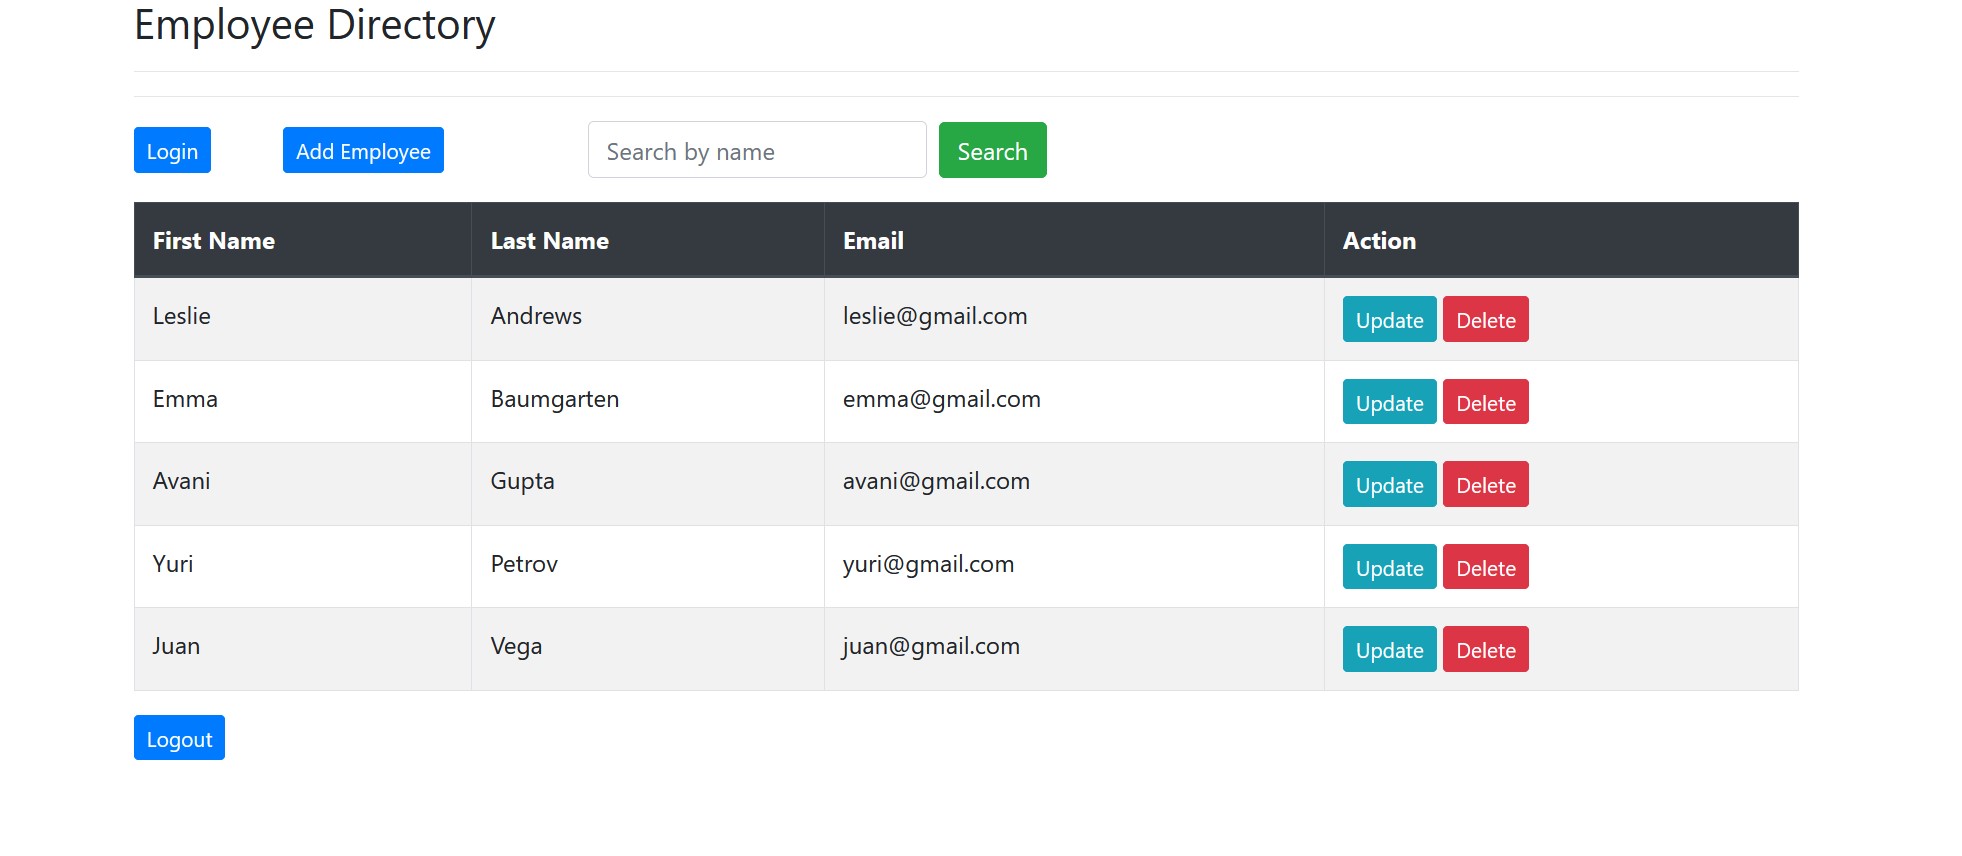 Employee Directory
Login Add Employee Search by name Search
First Name Last Name Email Action
Leslie Andrews leslie@gmail.com Update Delete
Emma Baumgarten emma@gmail.com Update Delete
Avani Gupta avani@gmail.com Update Delete
Yuri Petrov yuri@gmail.com Update Delete
Juan Vega juan@gmail.com Update Delete
Logout